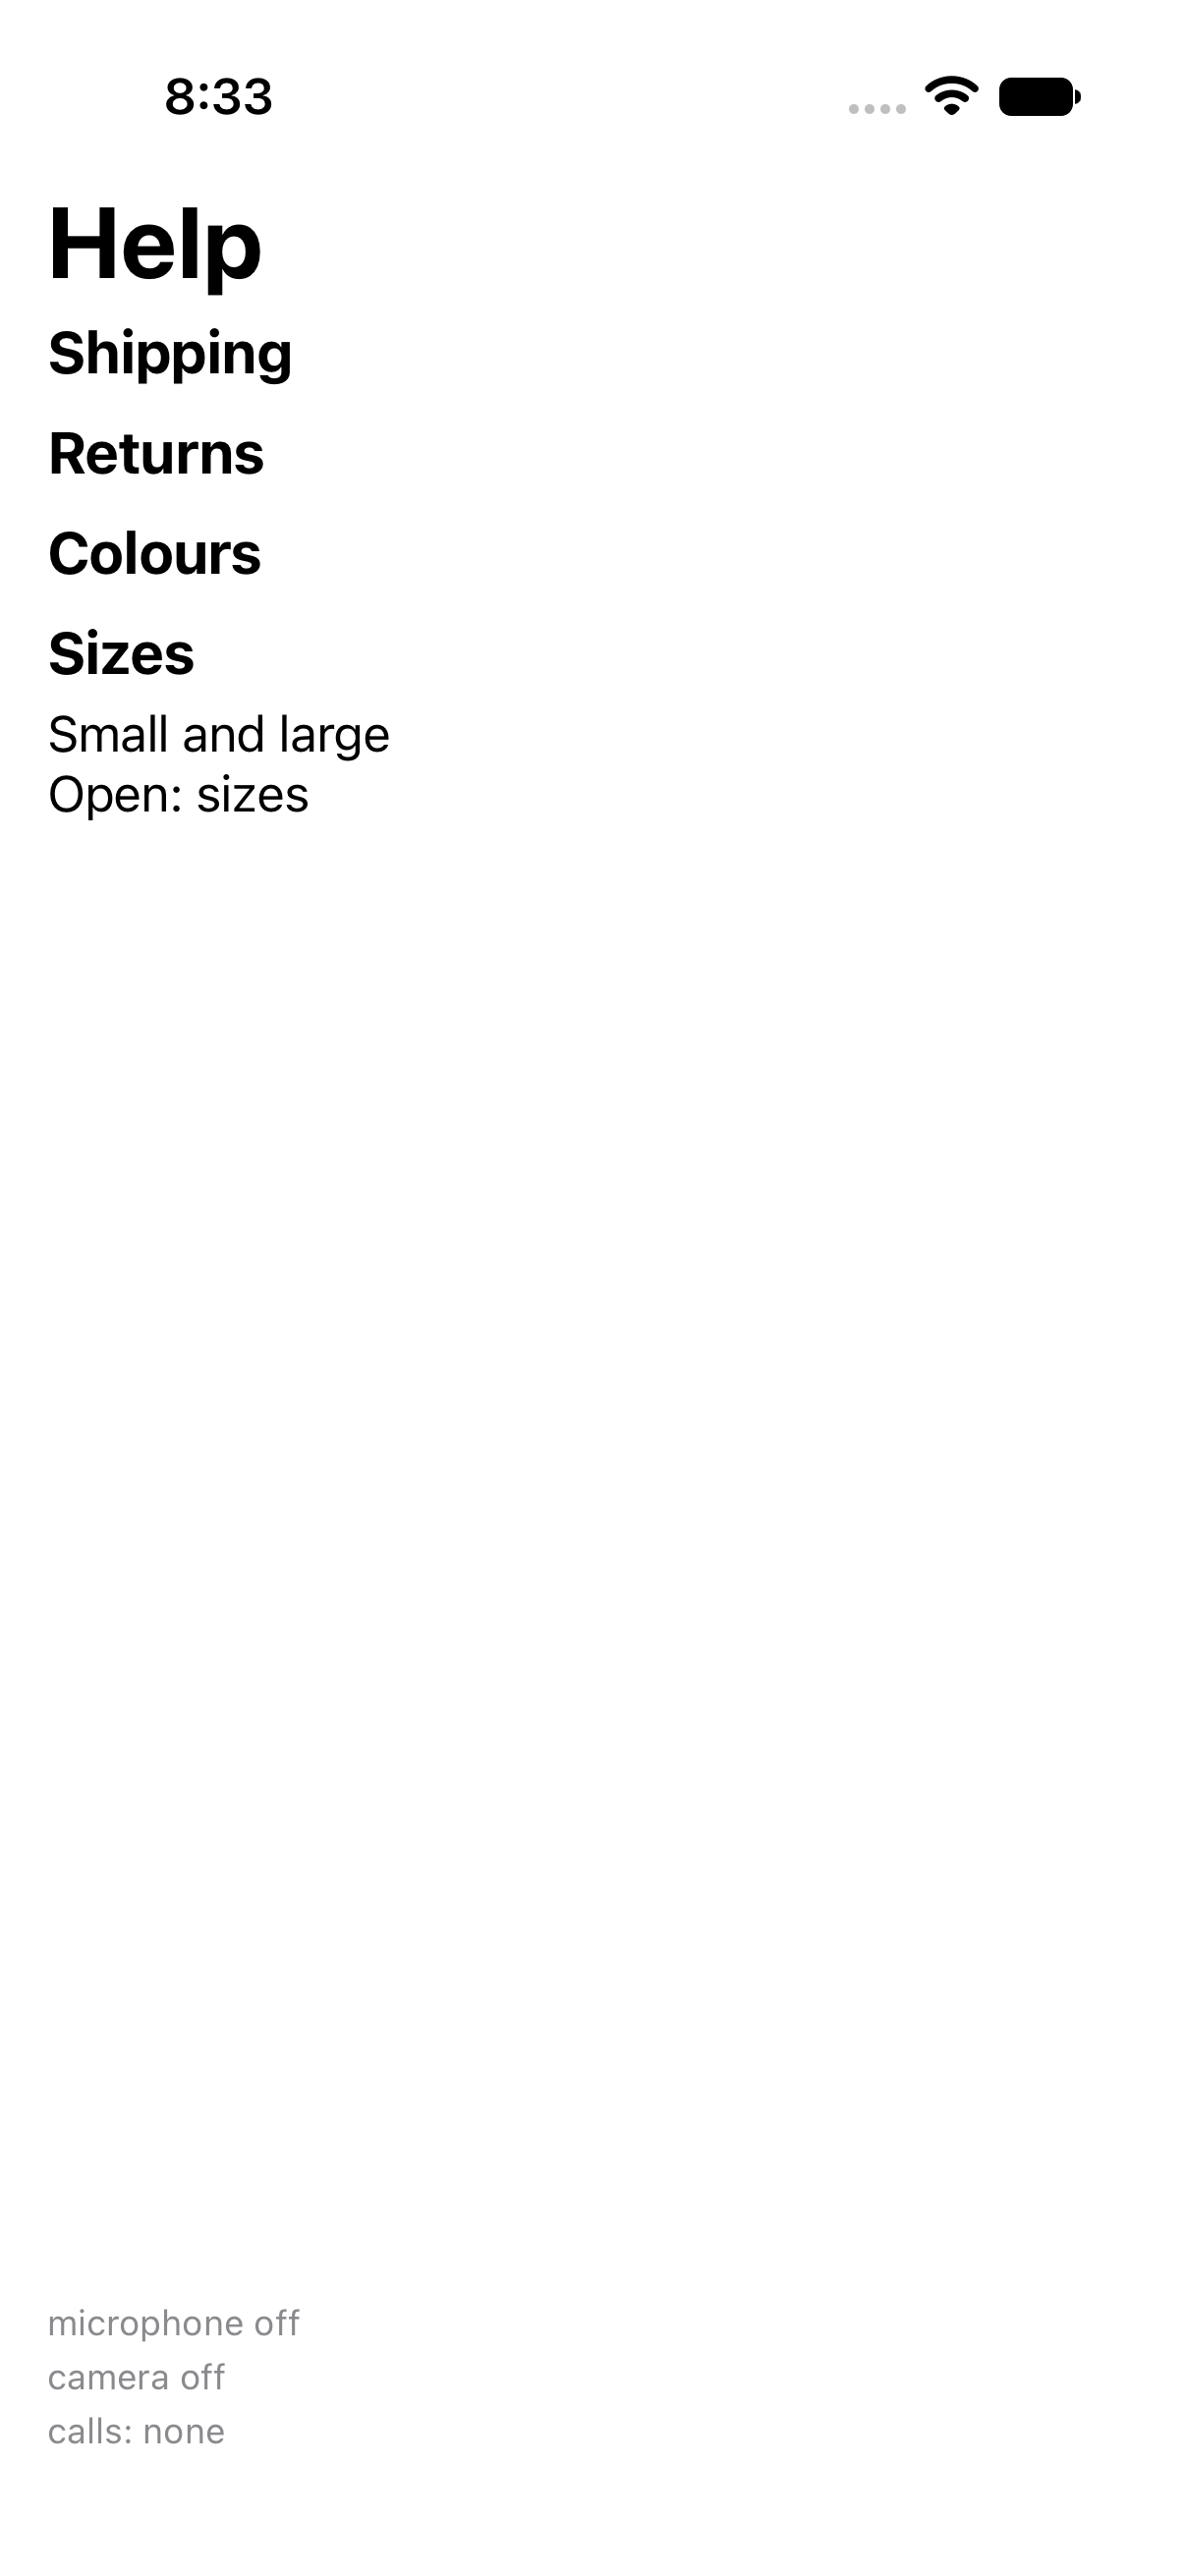 8:33
Help
Shipping
Returns
Colours
Sizes
Small and large
Open: sizes
microphone off
camera off
calls: none